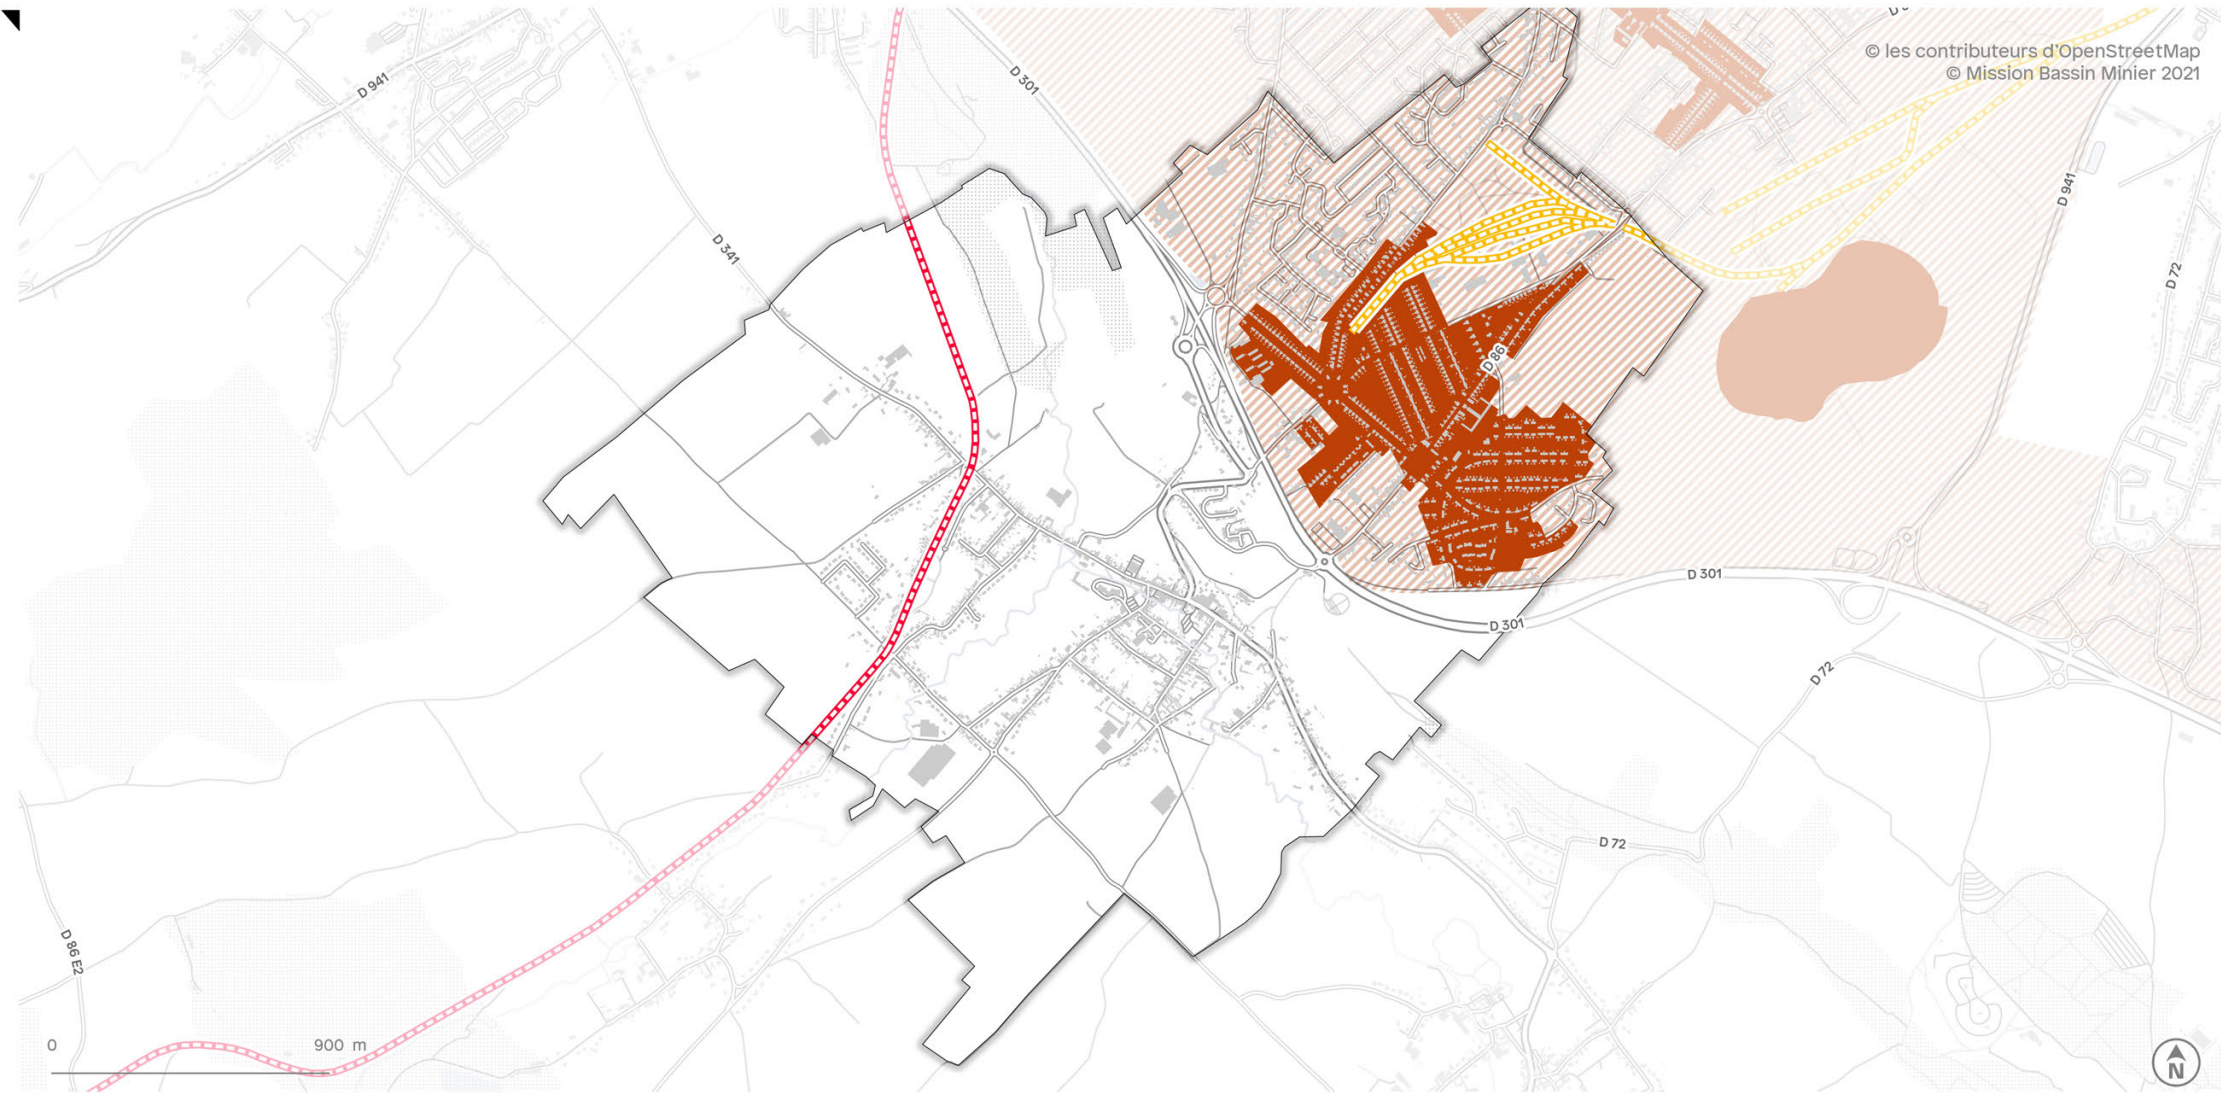 © les contributeurs d'OpenStreetMap
© Mission Bassin Minier 2021
D 941
D 301
D 941
D 341
D 72
D 86
D 301
D 301
D 72
D 72
D 86 E2
0
900 m
N